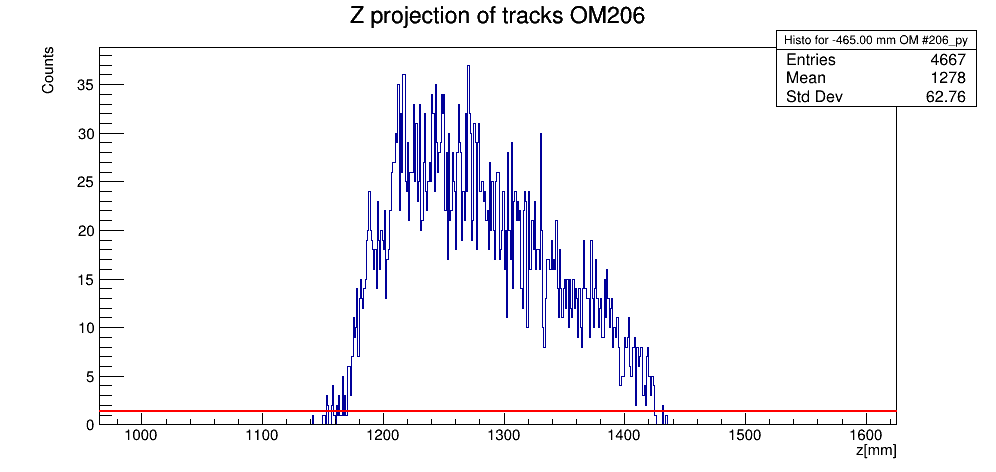 Z projection of tracks OM206
Histo for -465.00 mm OM #206_py
Entries 4667
Mean 1278
Std Dev 62.76
Counts
35
30
25
20
15
10
5
0
1000 1100 1200 1300 1400 1500 1600
z[mm]